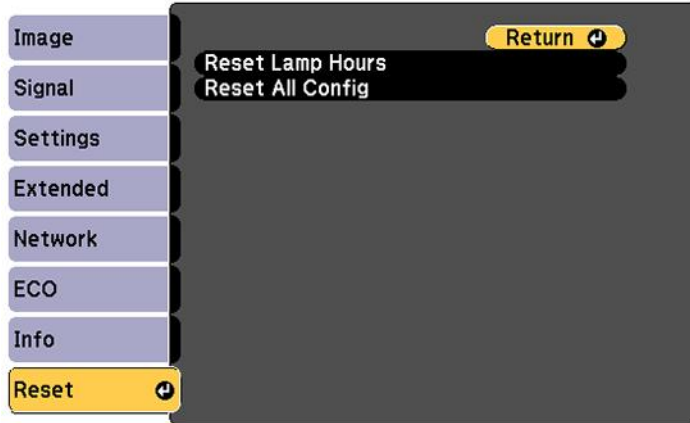 Image
Signal
Settings
Extended
Network
ECO
Info
Reset
Return
Reset Lamp Hours
Reset All Config